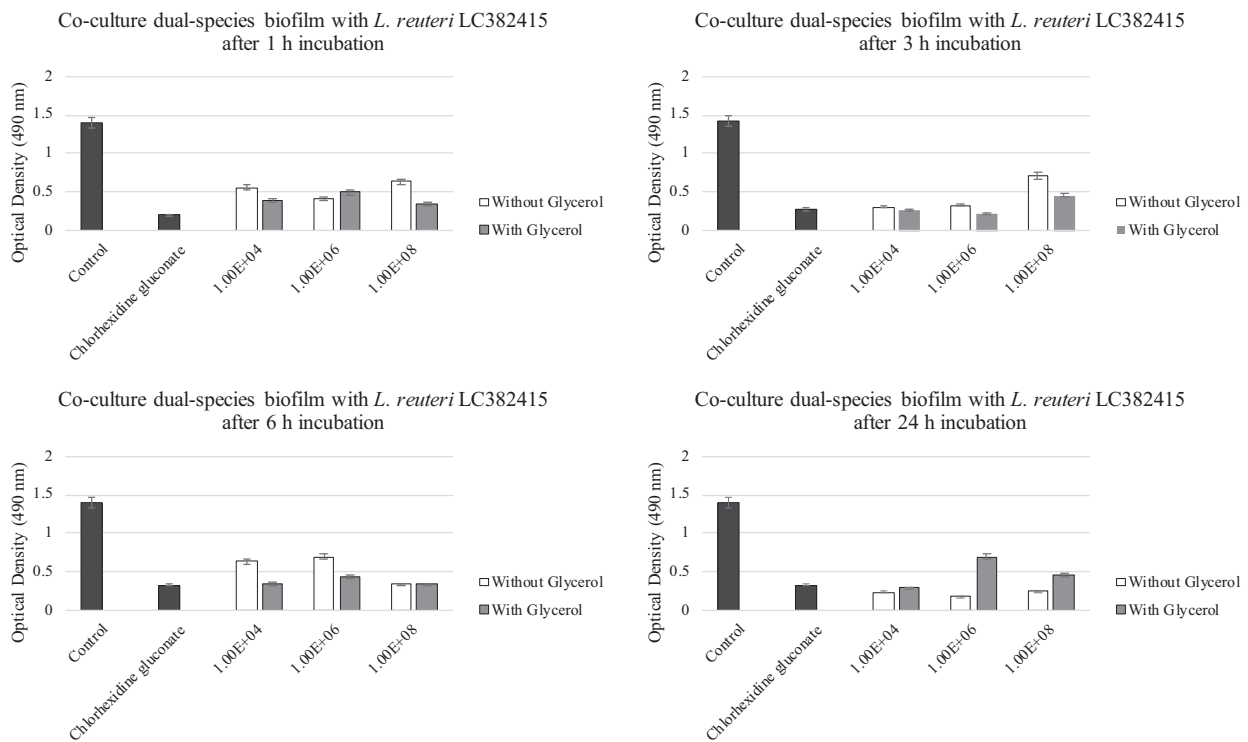 Co-culture dual-species biofilm with L. reuteri LC382415
after 1 h incubation
Optical Density (490 nm)
2
1.5
1
0.5
0
Control
Chlorhexidine gluconate
1.00E+04
1.00E+06
1.00E+08
Without Glycerol
With Glycerol
Co-culture dual-species biofilm with L. reuteri LC382415
after 3 h incubation
Optical Density (490 nm)
2
1.5
1
0.5
0
Control
Chlorhexidine gluconate
1.00E+04
1.00E+06
1.00E+08
Without Glycerol
With Glycerol
Co-culture dual-species biofilm with L. reuteri LC382415
after 6 h incubation
Optical Density (490 nm)
2
1.5
1
0.5
0
Control
Chlorhexidine gluconate
1.00E+04
1.00E+06
1.00E+08
Without Glycerol
With Glycerol
Co-culture dual-species biofilm with L. reuteri LC382415
after 24 h incubation
Optical Density (490 nm)
2
1.5
1
0.5
0
Control
Chlorhexidine gluconate
1.00E+04
1.00E+06
1.00E+08
Without Glycerol
With Glycerol